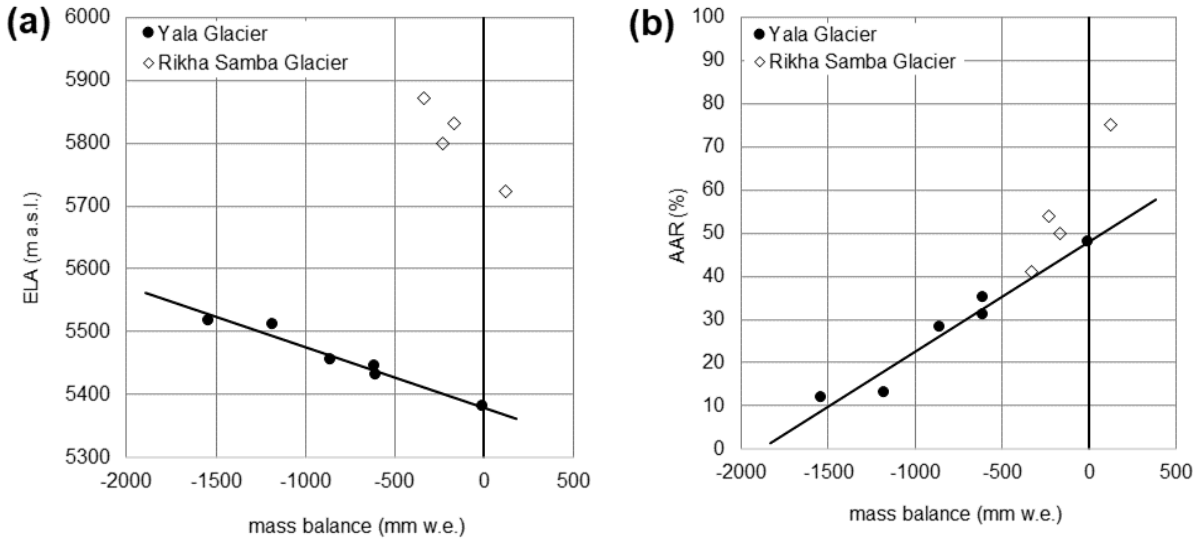 (a)
6000
5900
5800
5700
5600
5500
5400
5300
ELA (m a.s.l.)
Yala Glacier
Rikha Samba Glacier
-2000 -1500 -1000 -500 0 500
mass balance (mm w.e.)
(b)
100
90
80
70
60
50
40
30
20
10
0
AAR (%)
Yala Glacier
Rikha Samba Glacier
-2000 -1500 -1000 -500 0 500
mass balance (mm w.e.)